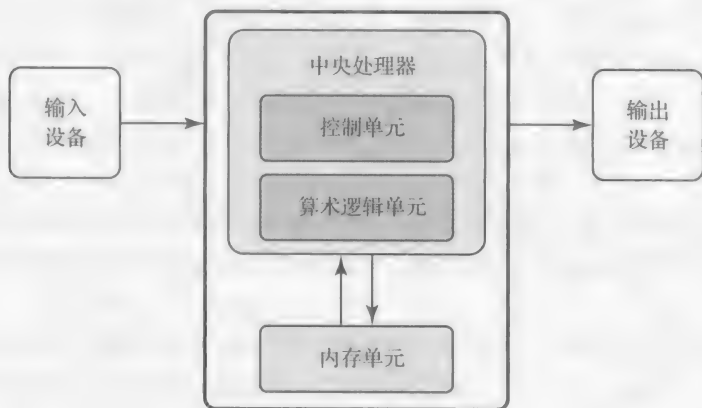 输入
设备
中央处理器
控制单元
算术逻辑单元
内存单元
输出
设备